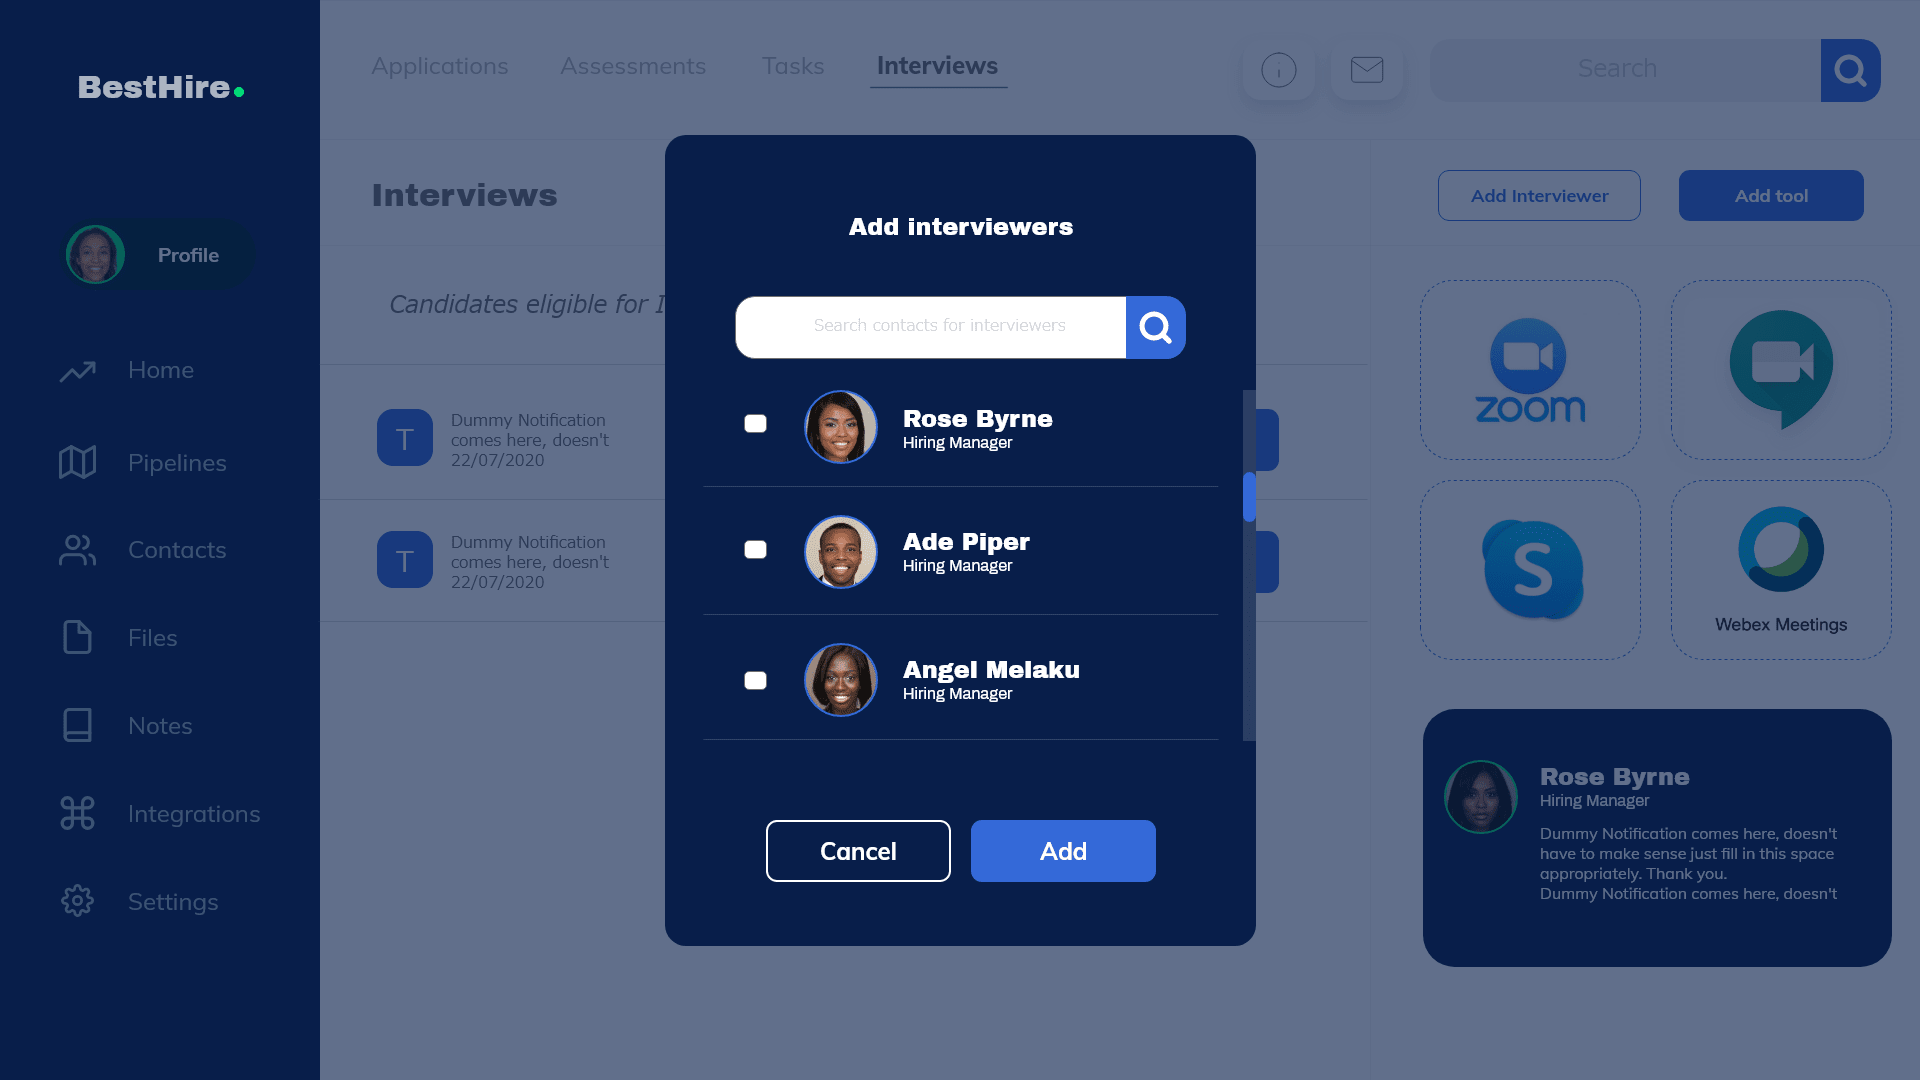 BestHire
Profile
Home
Pipelines
Contacts
Files
Notes
Integrations
Settings
Applications
Assessments
Tasks
Interviews
Search
Interviews
Add Interviewer
Add tool
Candidates eligible for I
T
Dummy Notification
comes here, doesn't
22/07/2020
T
Dummy Notification
comes here, doesn't
22/07/2020
Add interviewers
Search contacts for interviewers
Rose Byrne
Hiring Manager
Ade Piper
Hiring Manager
Angel Melaku
Hiring Manager
Cancel
Add
zoom
S
Webex Meetings
Rose Byrne
Hiring Manager
Dummy Notification comes here, doesn't
have to make sense just fill in this space
appropriately. Thank you.
Dummy Notification comes here, doesn't